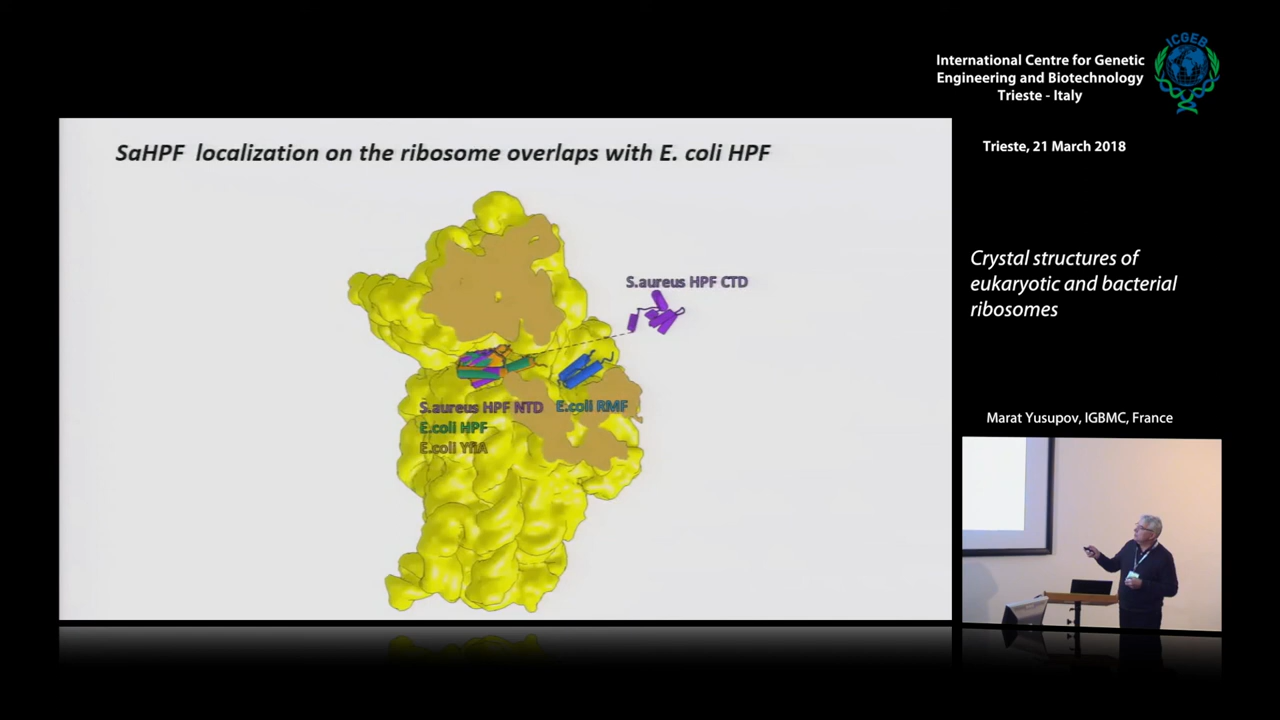 ICGEB
International Centre for Genetic
Engineering and Biotechnology
Trieste - Italy
Trieste, 21 March 2018
SaHPF localization on the ribosome overlaps with E. coli HPF
S.aureus HPF CTD
S.aureus HPF NTD
E.coli RMF
E.coli HPF
E.coli YfiA
Crystal structures of
eukaryotic and bacterial
ribosomes
Marat Yusupov, IGBMC, France